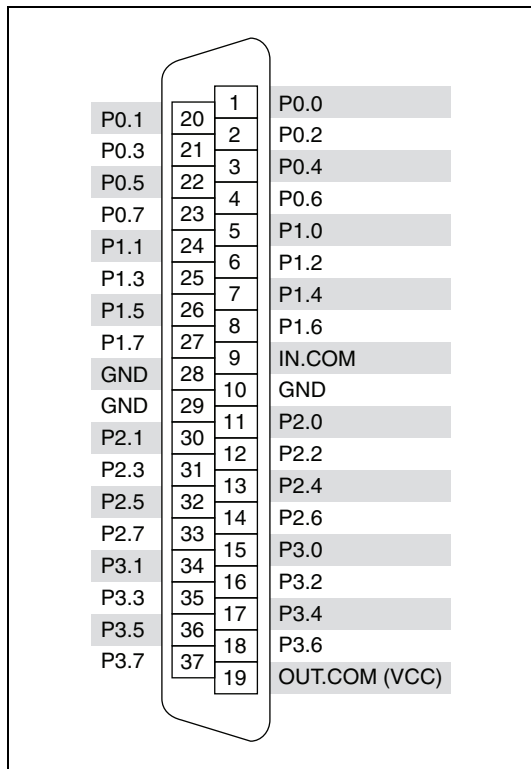 1 P0.0
P0.1 20
2 P0.2
P0.3 21
3 P0.4
P0.5 22
4 P0.6
P0.7 23
5 P1.0
P1.1 24
6 P1.2
P1.3 25
7 P1.4
P1.5 26
8 P1.6
P1.7 27
9 IN.COM
GND 28
10 GND
GND 29
11 P2.0
P2.1 30
12 P2.2
P2.3 31
13 P2.4
P2.5 32
14 P2.6
P2.7 33
15 P3.0
P3.1 34
16 P3.2
P3.3 35
17 P3.4
P3.5 36
18 P3.6
P3.7 37
19 OUT.COM (VCC)